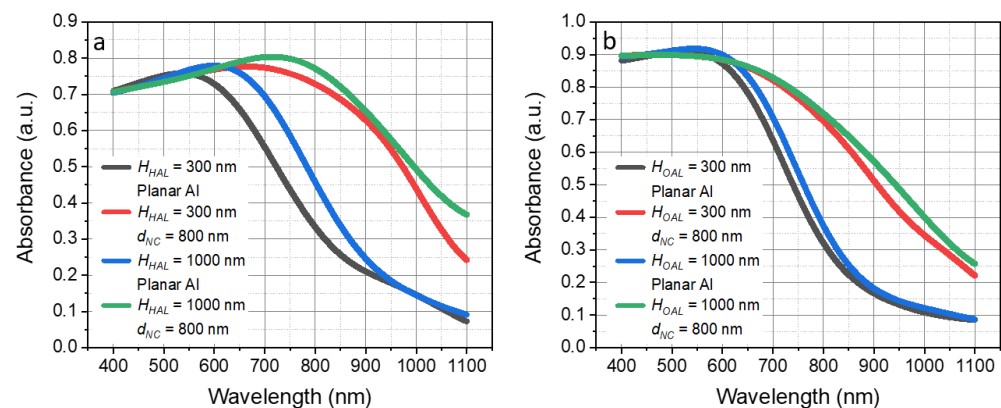 a
Absorbance (a.u.)
0.9
0.8
0.7
0.6
0.5
0.4
0.3
0.2
0.1
0.0
H_HAL = 300 nm
Planar Al
H_HAL = 300 nm
d_NC = 800 nm
H_HAL = 1000 nm
Planar Al
H_HAL = 1000 nm
d_NC = 800 nm
400 500 600 700 800 900 1000 1100
Wavelength (nm)
b
Absorbance (a.u.)
1.0
0.9
0.8
0.7
0.6
0.5
0.4
0.3
0.2
0.1
0.0
H_OAL = 300 nm
Planar Al
H_OAL = 300 nm
d_NC = 800 nm
H_OAL = 1000 nm
Planar Al
H_OAL = 1000 nm
d_NC = 800 nm
400 500 600 700 800 900 1000 1100
Wavelength (nm)